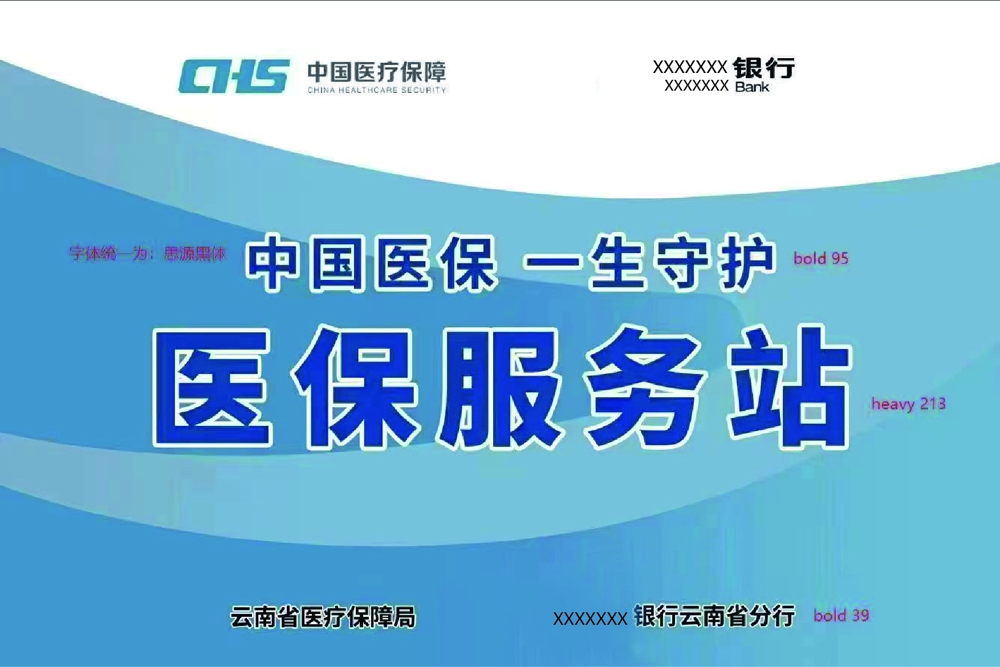 CHS 中国医疗保障
CHINA HEALTHCARE SECURITY
XXXXXXX 银行
XXXXXXX Bank
字体统一为：思源黑体
中国医保 一生守护
bold 95
医保服务站
heavy 213
云南省医疗保障局
XXXXXXX 银行云南省分行
bold 39